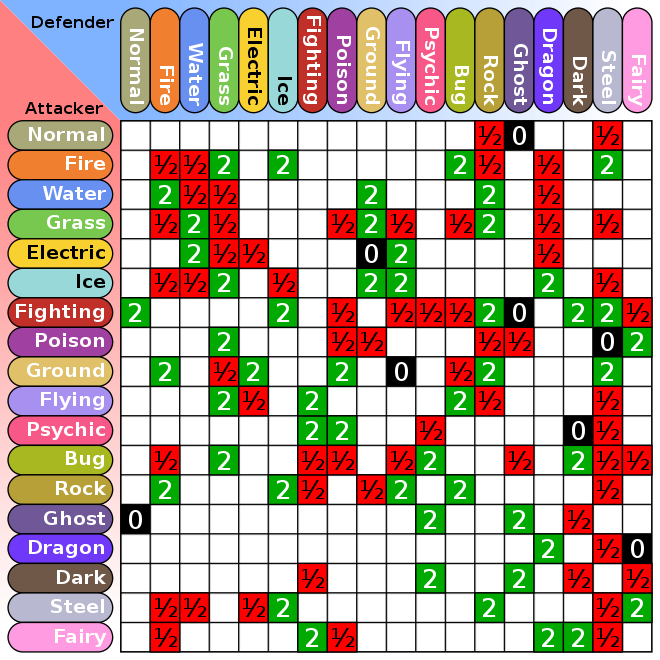 Defender
Normal Fire Water Grass Electric Ice Fighting Poison Ground Flying Psychic Bug Rock Ghost Dragon Dark Steel Fairy
Attacker
Normal ½ 0 ½
Fire ½ ½ 2 2 2 ½ ½ 2
Water 2 ½ ½ 2 2 ½
Grass ½ 2 ½ ½ 2 ½ ½ 2 ½ ½
Electric 2 ½ ½ 0 2 ½
Ice ½ ½ 2 ½ 2 2 2 ½
Fighting 2 2 ½ ½ ½ ½ 2 0 2 2 ½
Poison 2 ½ ½ ½ ½ 0 2
Ground 2 ½ 2 2 0 ½ 2 2
Flying 2 ½ 2 2 ½ ½
Psychic 2 2 ½ 0 ½
Bug ½ 2 ½ ½ ½ 2 ½ 2 ½ ½
Rock 2 2 ½ ½ 2 2 ½
Ghost 0 2 2 ½
Dragon 2 ½ 0
Dark ½ 2 2 ½ ½
Steel ½ ½ ½ 2 2 ½ 2
Fairy ½ 2 ½ 2 2 ½